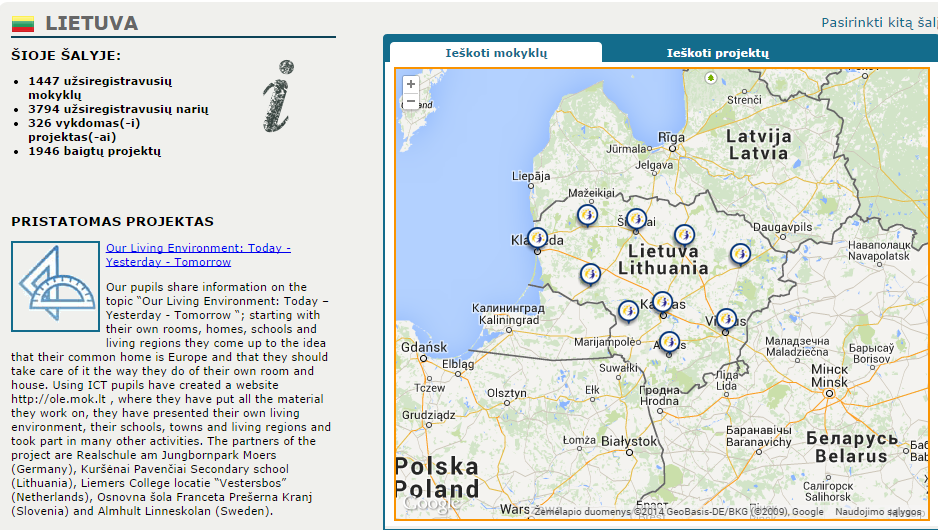 LIETUVA
Pasirinkti kitą
ŠIOJE ŠALYJE:
1447 užsiregistravusių
mokyklų
3794 užsiregistravusių narių
326 vykdomas(-i)
projektas(-ai)
1946 baigtų projektų
PRISTATOMAS PROJEKTAS
Our Living Environment: Today -
Yesterday - Tomorrow
Our pupils share information on the
topic “Our Living Environment: Today –
Yesterday - Tomorrow “; starting with
their own rooms, homes, schools and
living regions they come up to the idea
that their common home is Europe and that they should
take care of it the way they do of their own room and
house. Using ICT pupils have created a website
http://ole.mok.lt , where they have put all the material
they work on, they have presented their own living
environment, their schools, towns and living regions and
took part in many other activities. The partners of the
project are Realschule am Jungbornpark Moers
(Germany), Kuršėnai Pavenčiai Secondary school
(Lithuania), Liemers College locatie “Vestersbos”
(Netherlands), Osnovna šola Franceta Prešerna Kranj
(Slovenia) and Almhult Linneskolan (Sweden).
Ieškoti mokyklų
Ieškoti projektų
Strenči
Rīga
Latvija
Latvia
Jūrmala
Jelgava
Liepāja
Mažeikiai
Daugavpils
Наваполацк
Navapolatsk
Lietuva
Lithuania
Калининград
Kaliningrad
Marijampolė
Маладзечна
Maladziečna
Барысаў
Borisov
Gdańsk
Elbląg
Suwałki
Ліда
Lida
Мінск
Minsk
Tczew
Olsztyn
Ełk
Гродна
Hrodna
Grudziądz
Łomża
Białystok
Баранавічы
Baranavichy
Беларусь
Belarus
Polska
Poland
Салігорск
Salihorsk
Google
Žemėlapio duomenys ©2014 GeoBasis-DE/BKG (©2009), Google
Naudojimo sąlygos